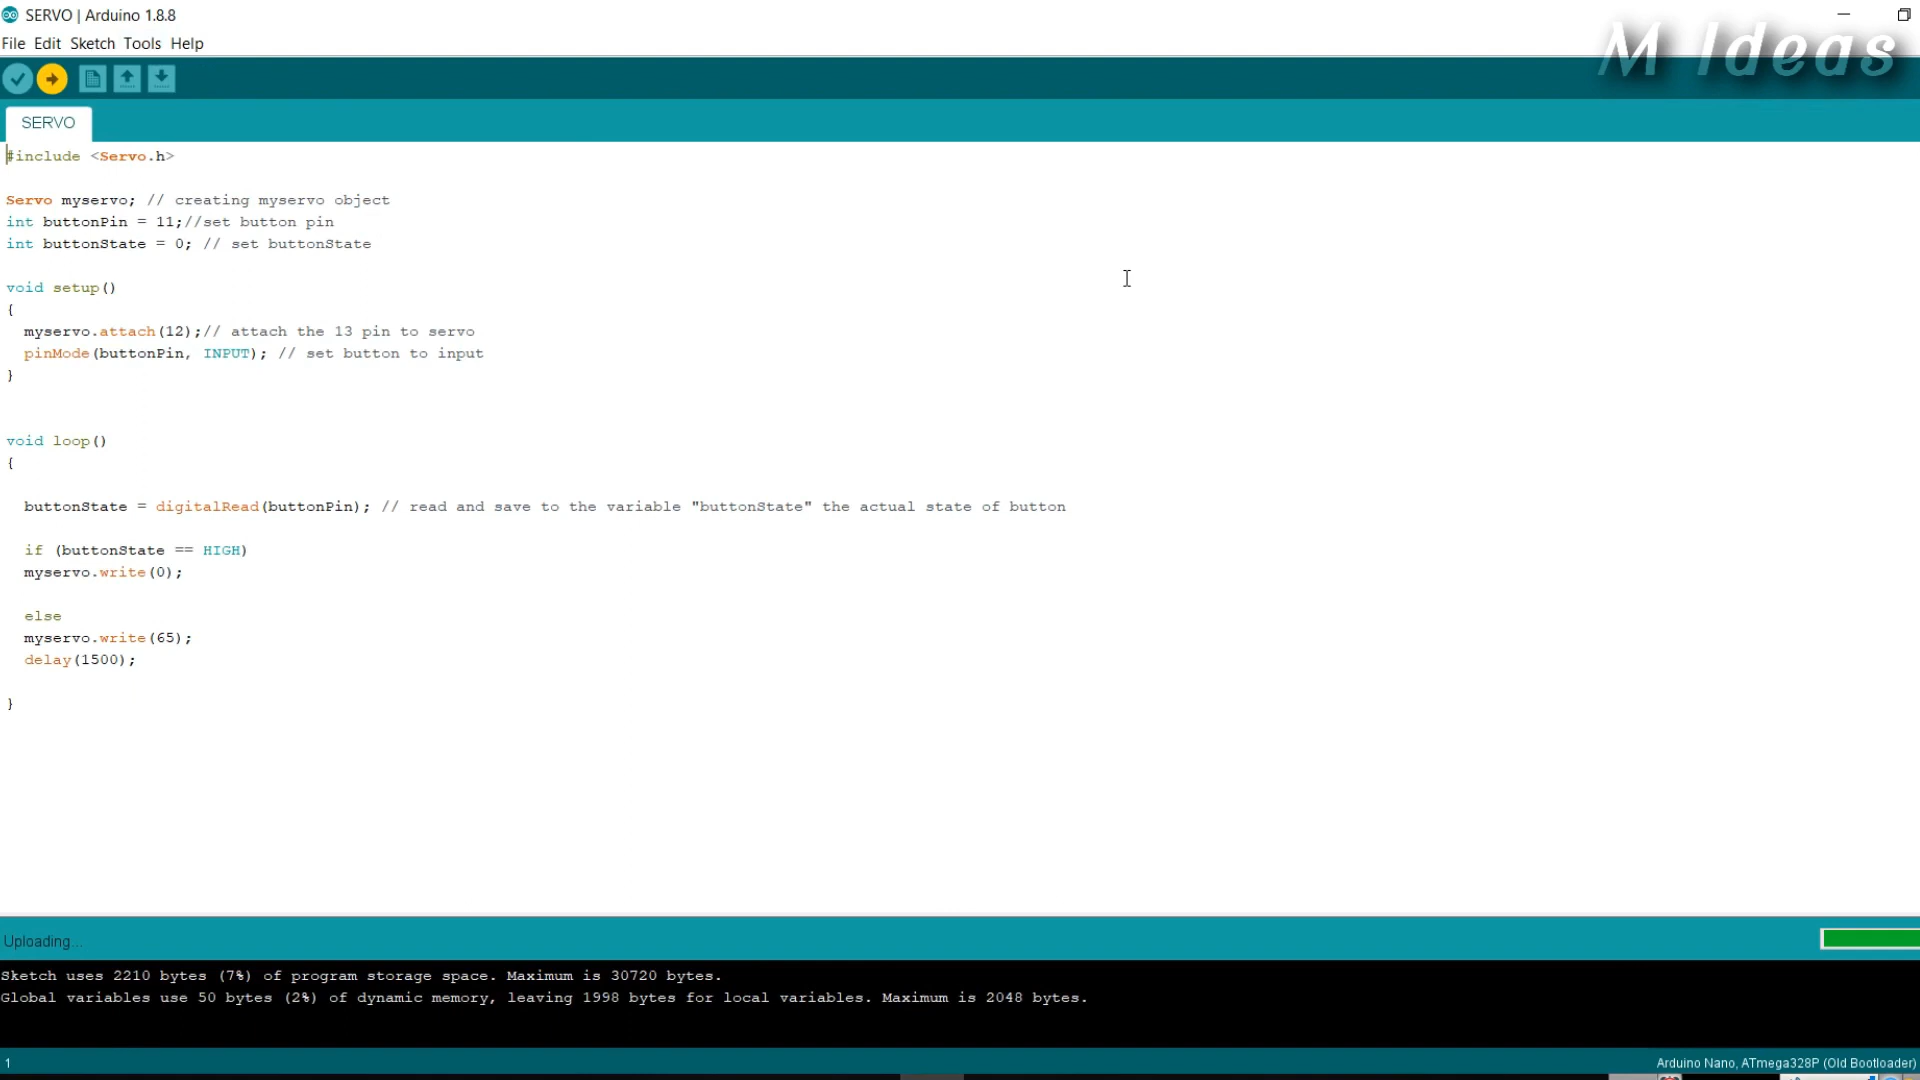 SERVO | Arduino 1.8.8
M Ideas
File Edit Sketch Tools Help
SERVO
#include <Servo.h>
Servo myservo; // creating myservo object
int buttonPin = 11;//set button pin
int buttonState = 0; // set buttonState
void setup()
{
myservo.attach(12);// attach the 13 pin to servo
pinMode(buttonPin, INPUT); // set button to input
}
void loop()
{
buttonState = digitalRead(buttonPin); // read and save to the variable "buttonState" the actual state of button
if (buttonState == HIGH)
myservo.write(0);
else
myservo.write(65);
delay(1500);
}
Uploading...
Sketch uses 2210 bytes (7%) of program storage space. Maximum is 30720 bytes.
Global variables use 50 bytes (2%) of dynamic memory, leaving 1998 bytes for local variables. Maximum is 2048 bytes.
1
Arduino Nano, ATmega328P (Old Bootloader)